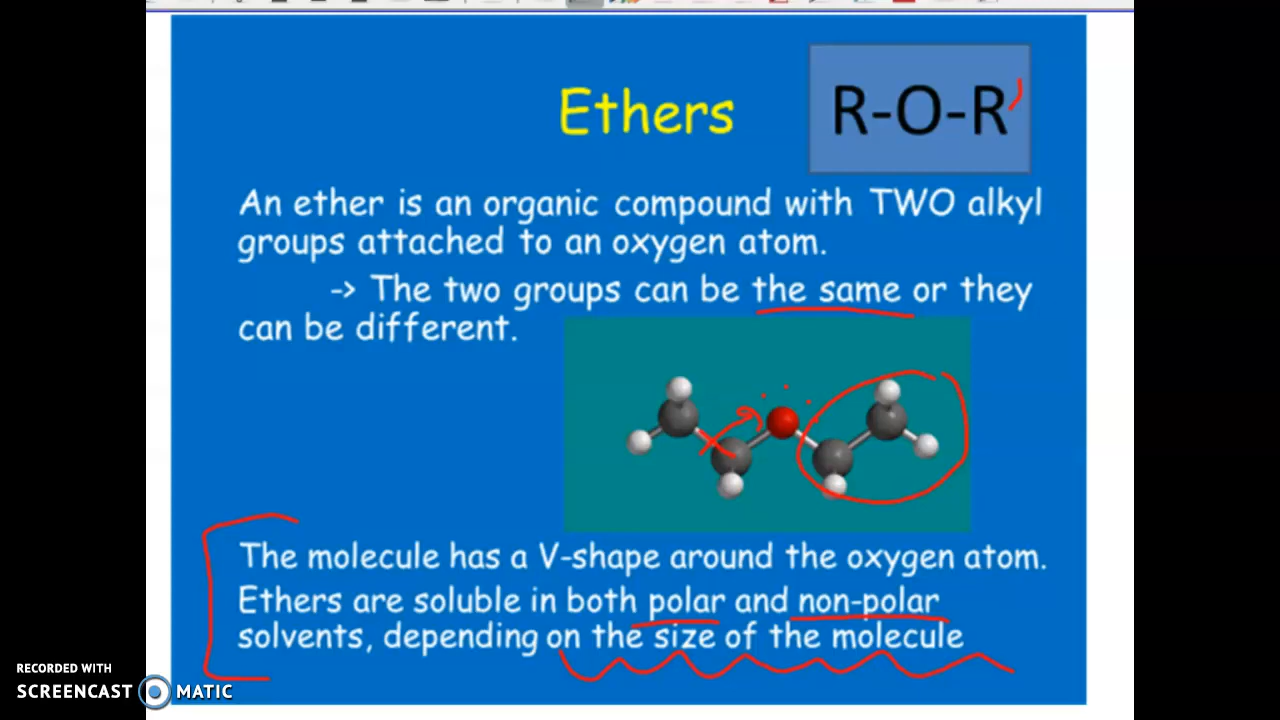 Ethers
R-O-R'
An ether is an organic compound with TWO alkyl
groups attached to an oxygen atom.
-> The two groups can be the same or they
can be different.
The molecule has a V-shape around the oxygen atom.
Ethers are soluble in both polar and non-polar
solvents, depending on the size of the molecule
RECORDED WITH
SCREENCAST MATIC